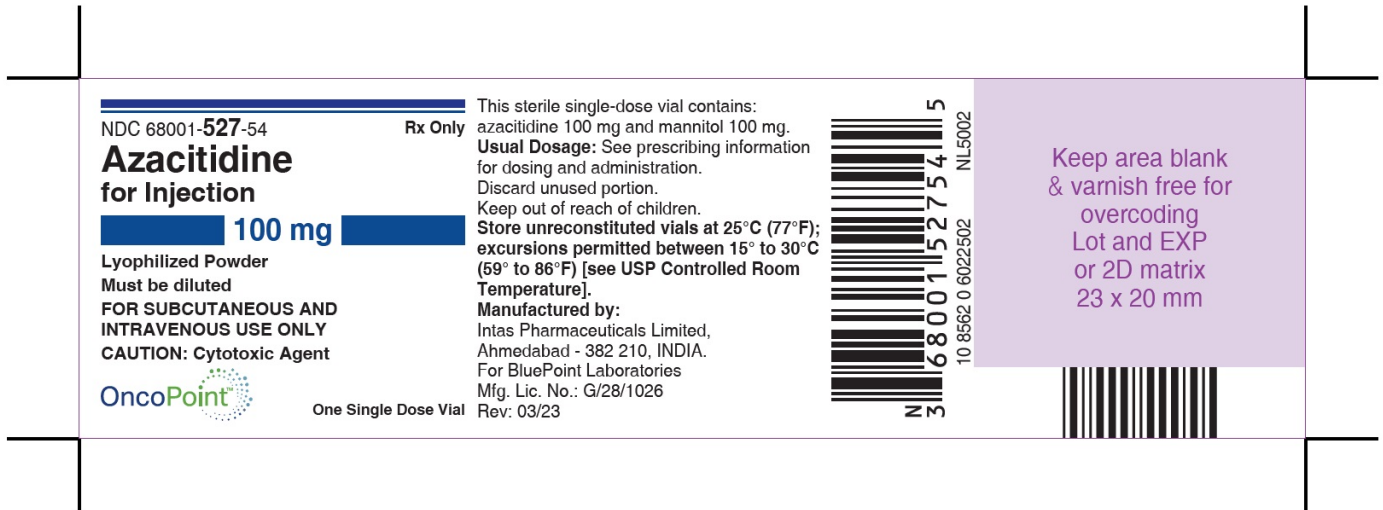 NDC 68001-527-54
Rx Only
Azacitidine
for Injection
100 mg
Lyophilized Powder
Must be diluted
FOR SUBCUTANEOUS AND
INTRAVENOUS USE ONLY
CAUTION: Cytotoxic Agent
OncoPoint™
One Single Dose Vial
This sterile single-dose vial contains:
azacitidine 100 mg and mannitol 100 mg.
Usual Dosage: See prescribing information
for dosing and administration.
Discard unused portion.
Keep out of reach of children.
Store unreconstituted vials at 25°C (77°F);
excursions permitted between 15° to 30°C
(59° to 86°F) [see USP Controlled Room
Temperature].
Manufactured by:
Intas Pharmaceuticals Limited,
Ahmedabad - 382 210, INDIA.
For BluePoint Laboratories
Mfg. Lic. No.: G/28/1026
Rev: 03/23
N
3 68001 52754 5
10 8562 0 6022502
NL5002
Keep area blank
& varnish free for
overcoding
Lot and EXP
or 2D matrix
23 x 20 mm